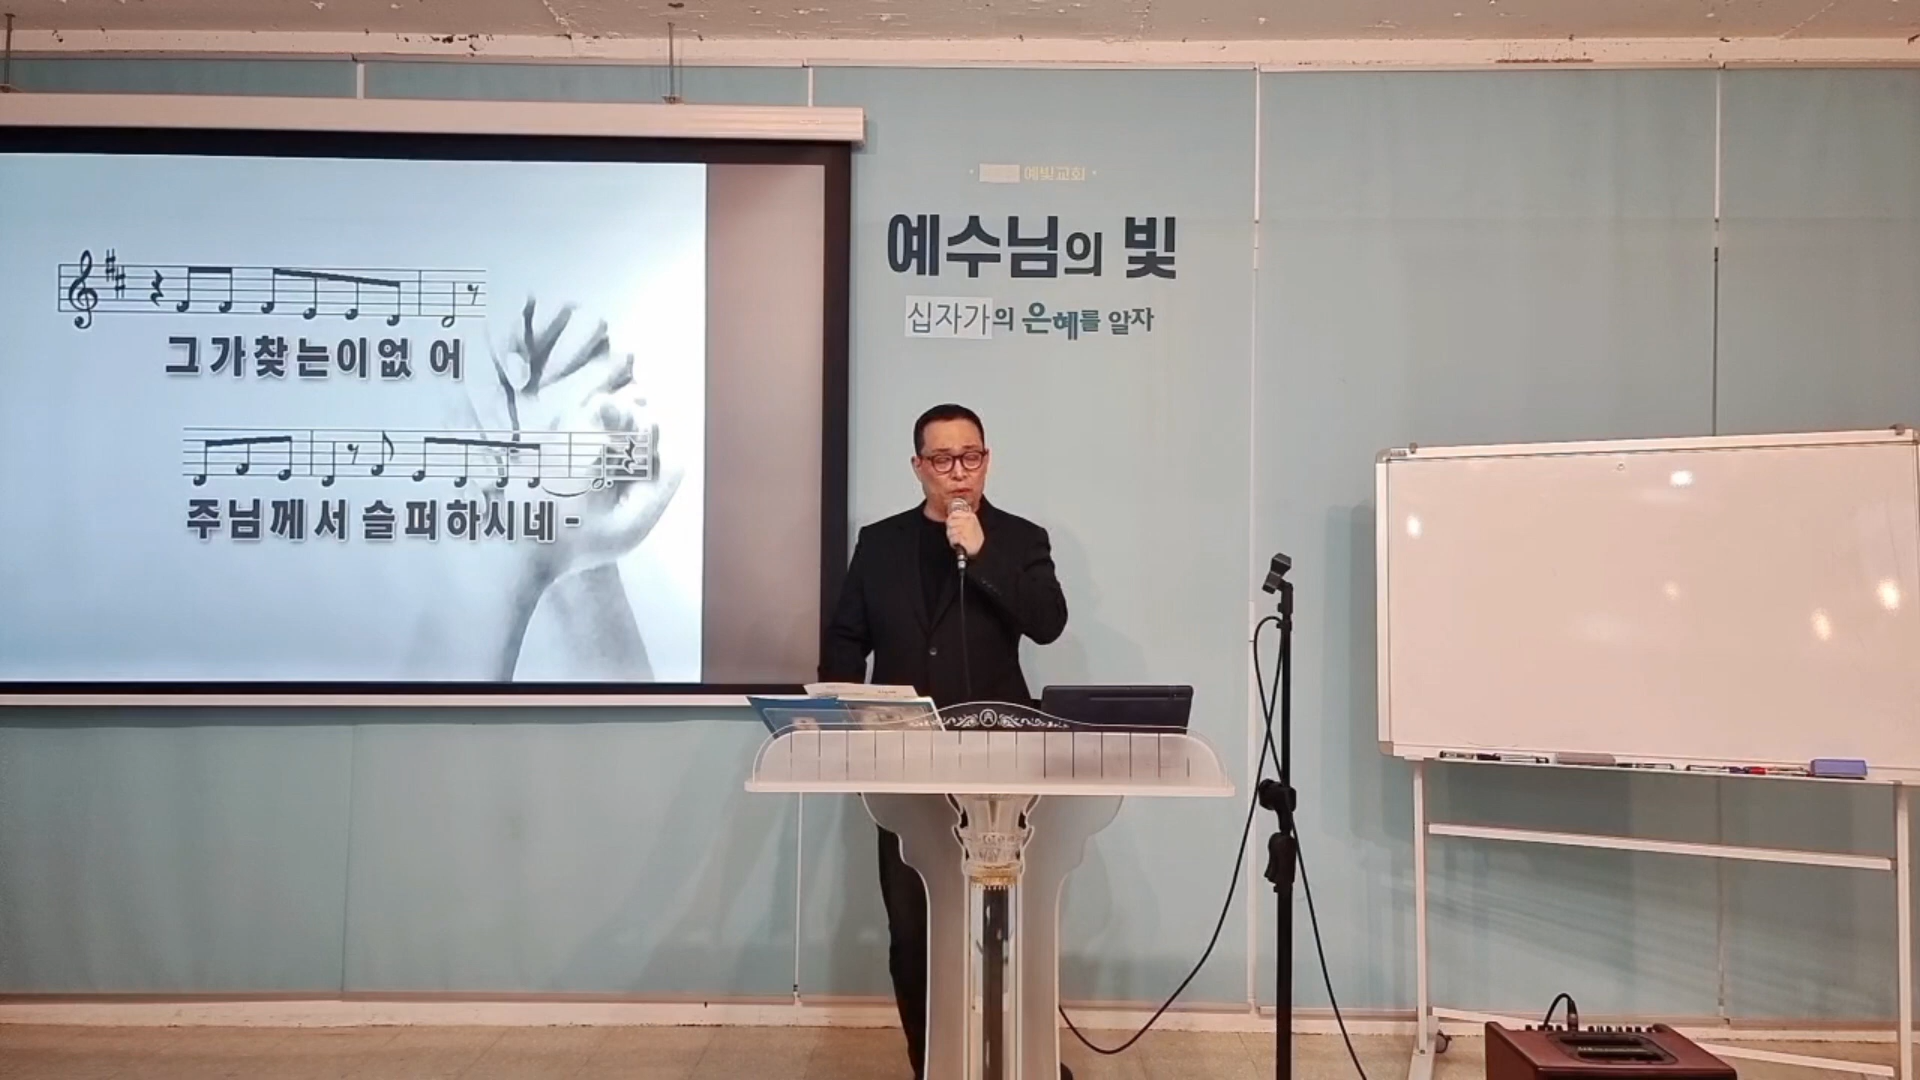 그가찾는이없 어
주님께서 슬퍼하시네-
예빛교회
예수님의 빛
십자가의 은혜를 알자